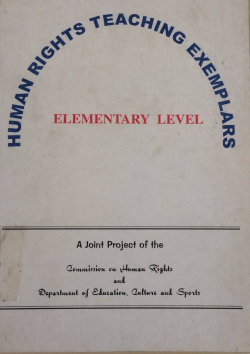 HUMAN RIGHTS TEACHING EXEMPLARS
ELEMENTARY LEVEL
A Joint Project of the
Commission on Human Rights
and
Department of Education, Culture and Sports